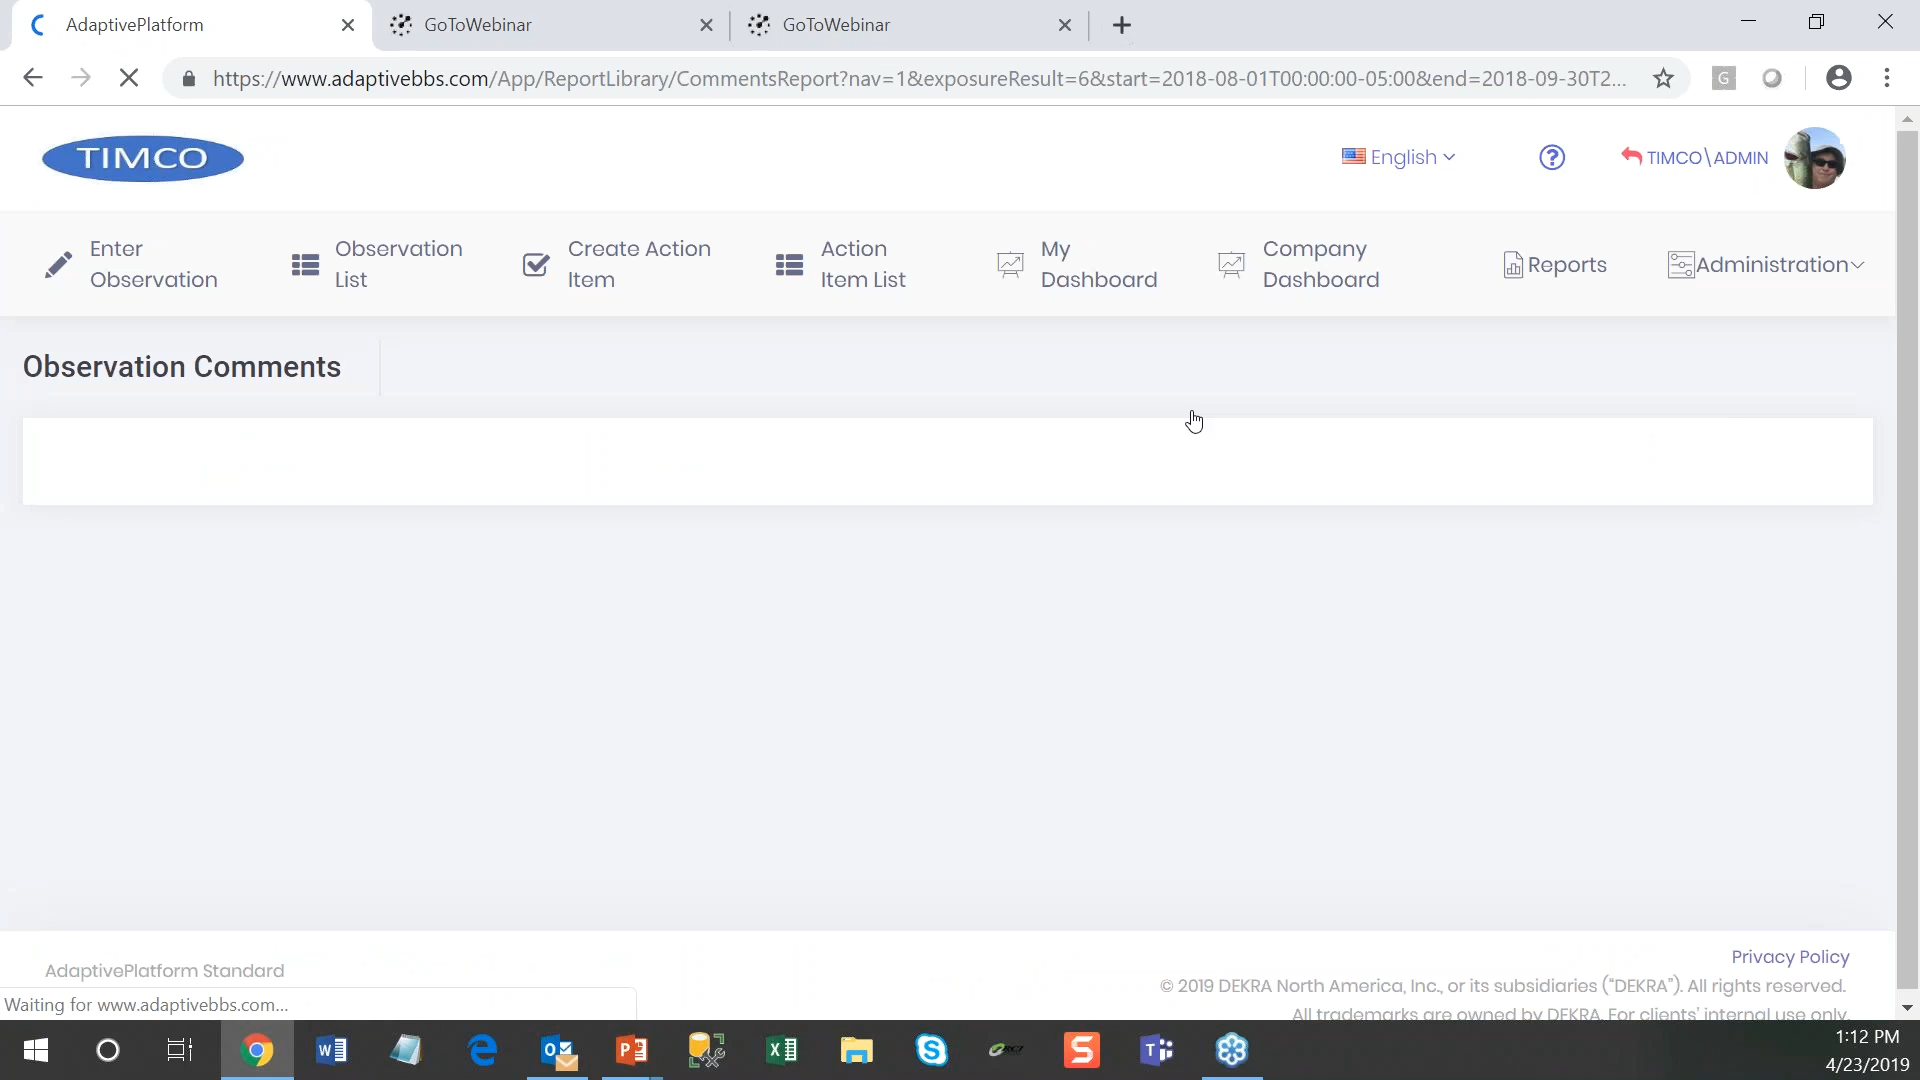 AdaptivePlatform
GoToWebinar
GoToWebinar
https://www.adaptivebbs.com/App/ReportLibrary/CommentsReport?nav=1&exposureResult=6&start=2018-08-01T00:00:00-05:00&end=2018-09-30T2...
G
TIMCO
English
?
TIMCO\ADMIN
Enter
Observation
Observation
List
Create Action
Item
Action
Item List
My
Dashboard
Company
Dashboard
Reports
Administration
Observation Comments
Privacy Policy
AdaptivePlatform Standard
© 2019 DEKRA North America, Inc., or its subsidiaries (“DEKRA”). All rights reserved.
Waiting for www.adaptivebbs.com...
All trademarks are owned by DEKRA. For clients' internal use only.
1:12 PM
4/23/2019